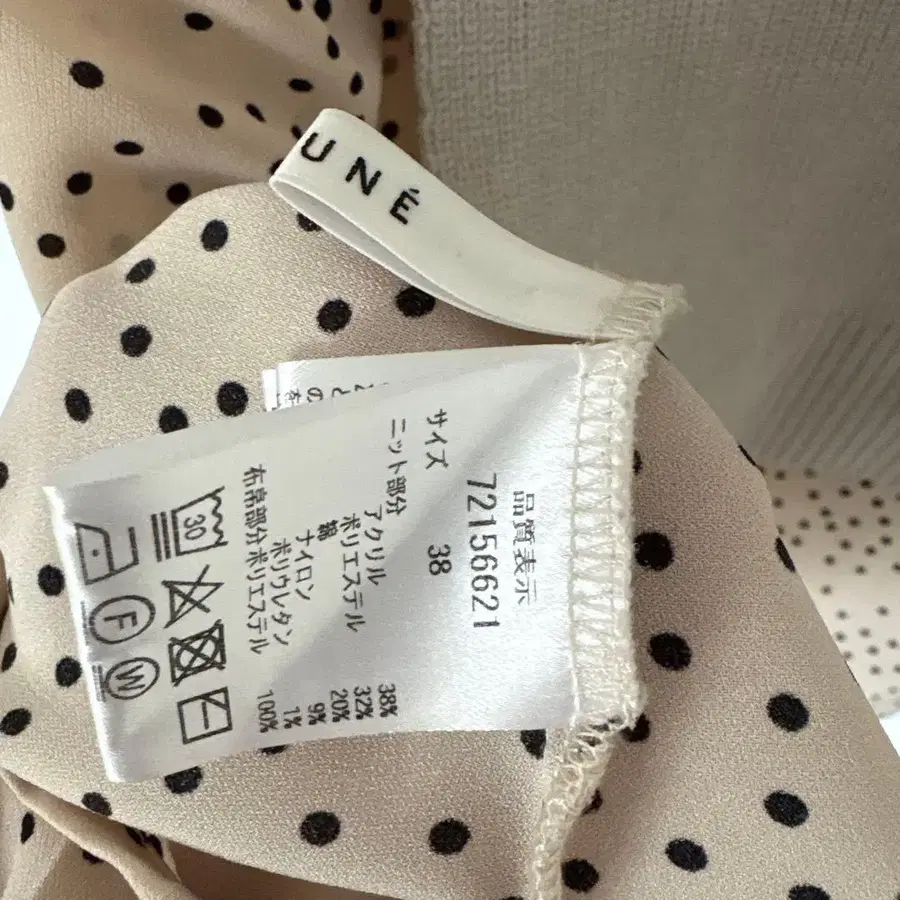 UNÉ
品質表示
72156621
サイズ 38
ニット部分
アクリル 38%
ポリエステル 32%
綿 20%
ナイロン 9%
ポリウレタン 1%
布帛部分ポリエステル 100%
30
F
W